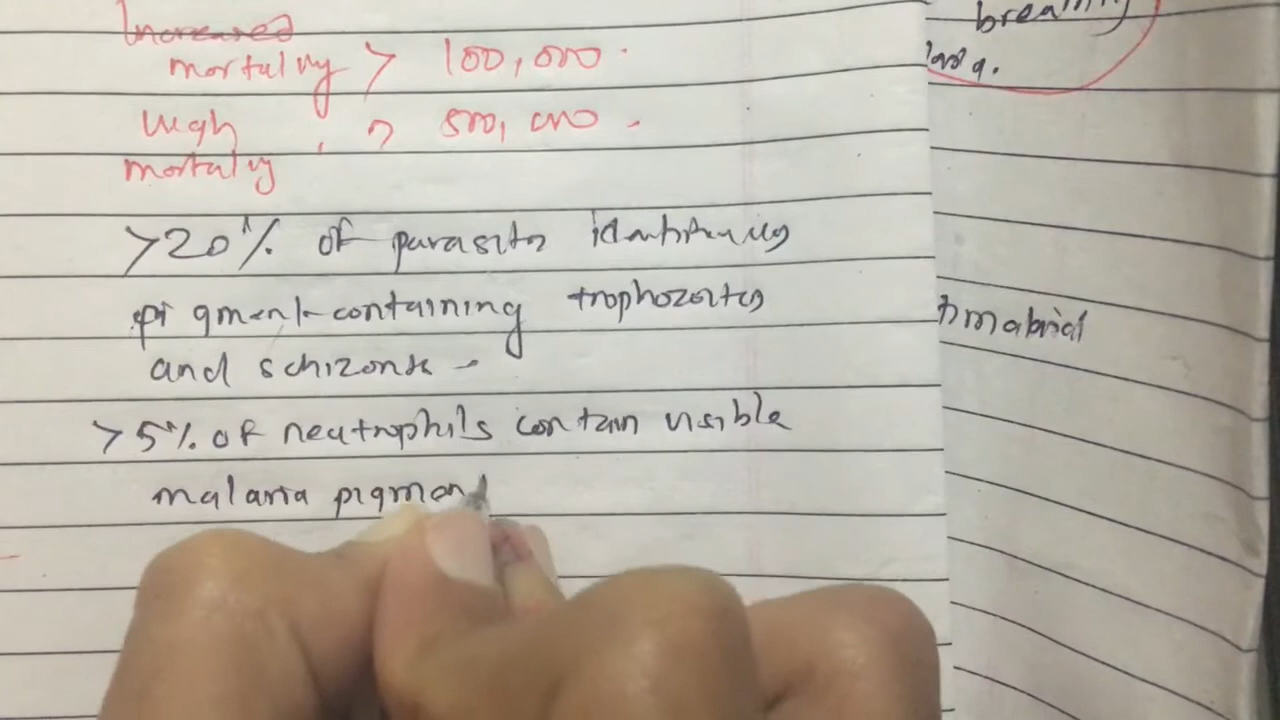 Increased
mortality > 100,000.
High > 500,000.
mortality
>20% of parasites identified as
pigment-containing trophozoites
and schizonts -
>5% of neutrophils contain visible
malaria pigment
breathing